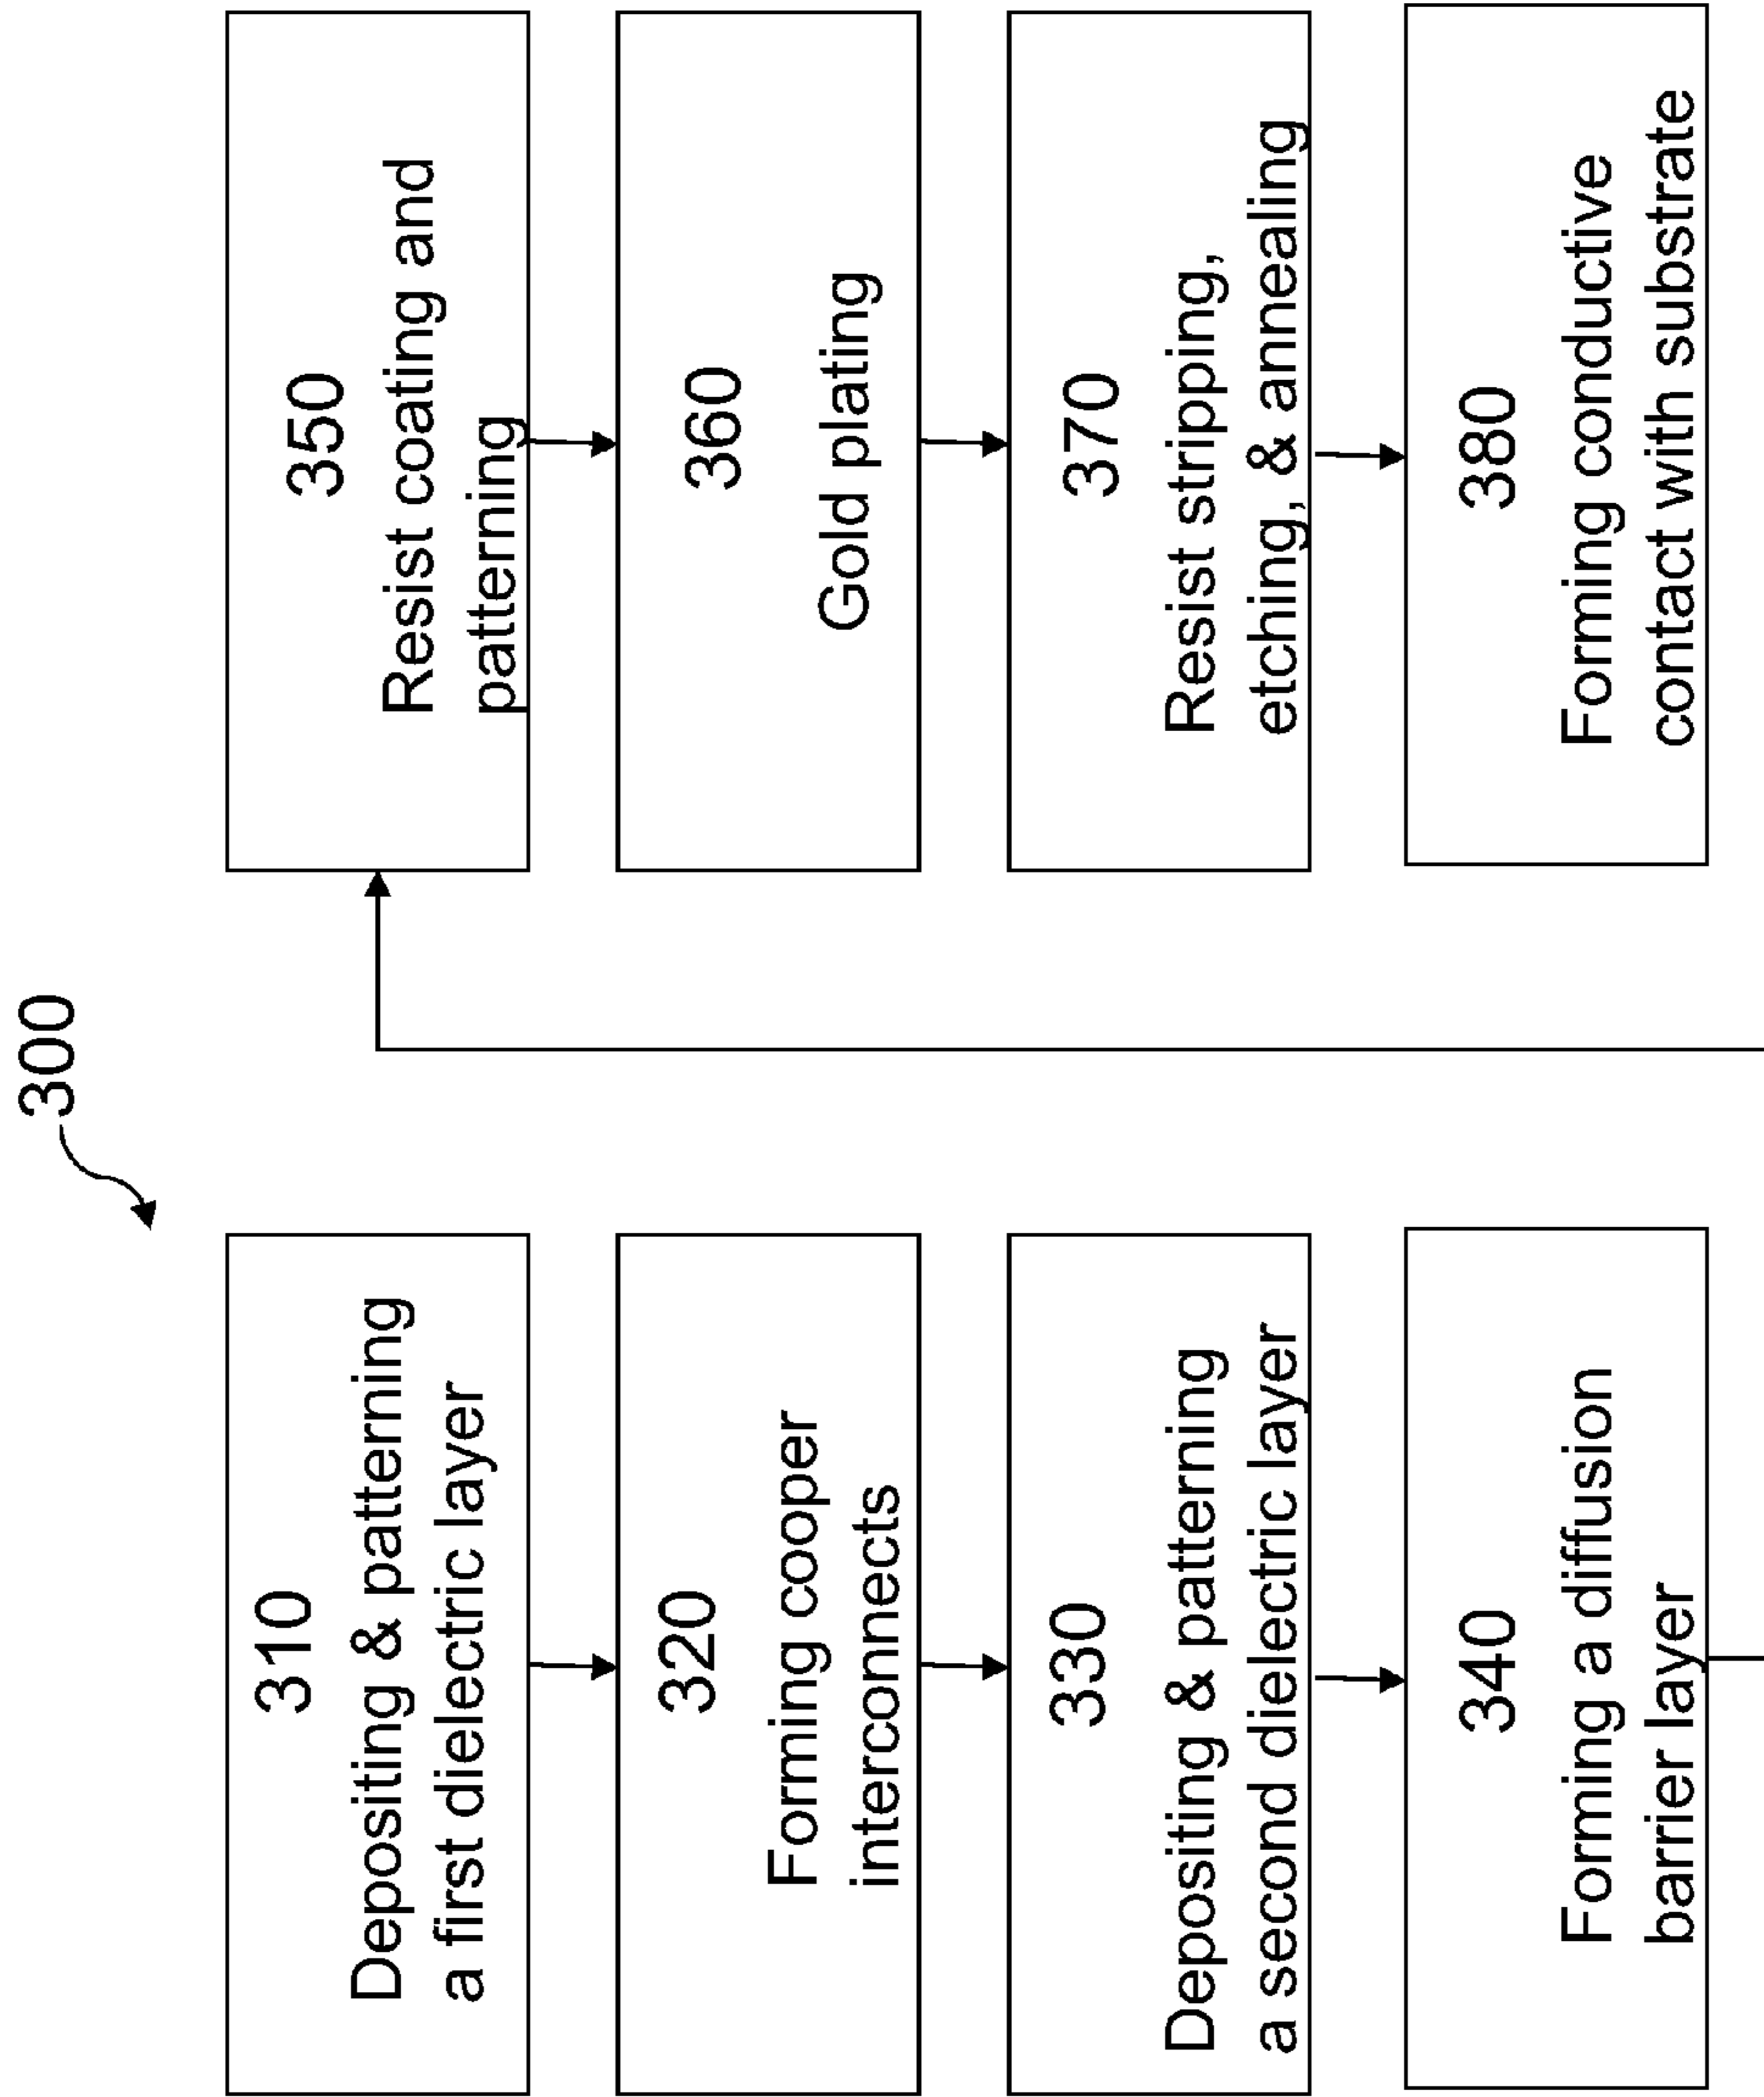 300
310
Depositing & patterning
a first dielectric layer
320
Forming cooper
interconnects
330
Depositing & patterning
a second dielectric layer
340
Forming a diffusion
barrier layer
350
Resist coating and
patterning
360
Gold plating
370
Resist stripping,
etching, & annealing
380
Forming conductive
contact with substrate